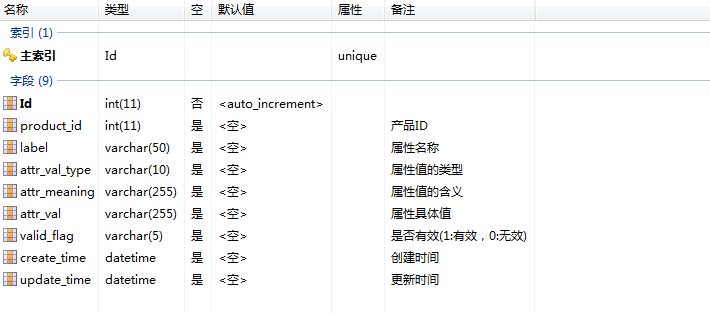 名称 类型 空 默认值 属性 备注
索引 (1)
主索引 Id unique
字段 (9)
Id int(11) 否 <auto_increment>
product_id int(11) 是 <空> 产品ID
label varchar(50) 是 <空> 属性名称
attr_val_type varchar(10) 是 <空> 属性值的类型
attr_meaning varchar(255) 是 <空> 属性值的含义
attr_val varchar(255) 是 <空> 属性具体值
valid_flag varchar(5) 是 <空> 是否有效(1:有效，0:无效)
create_time datetime 是 <空> 创建时间
update_time datetime 是 <空> 更新时间